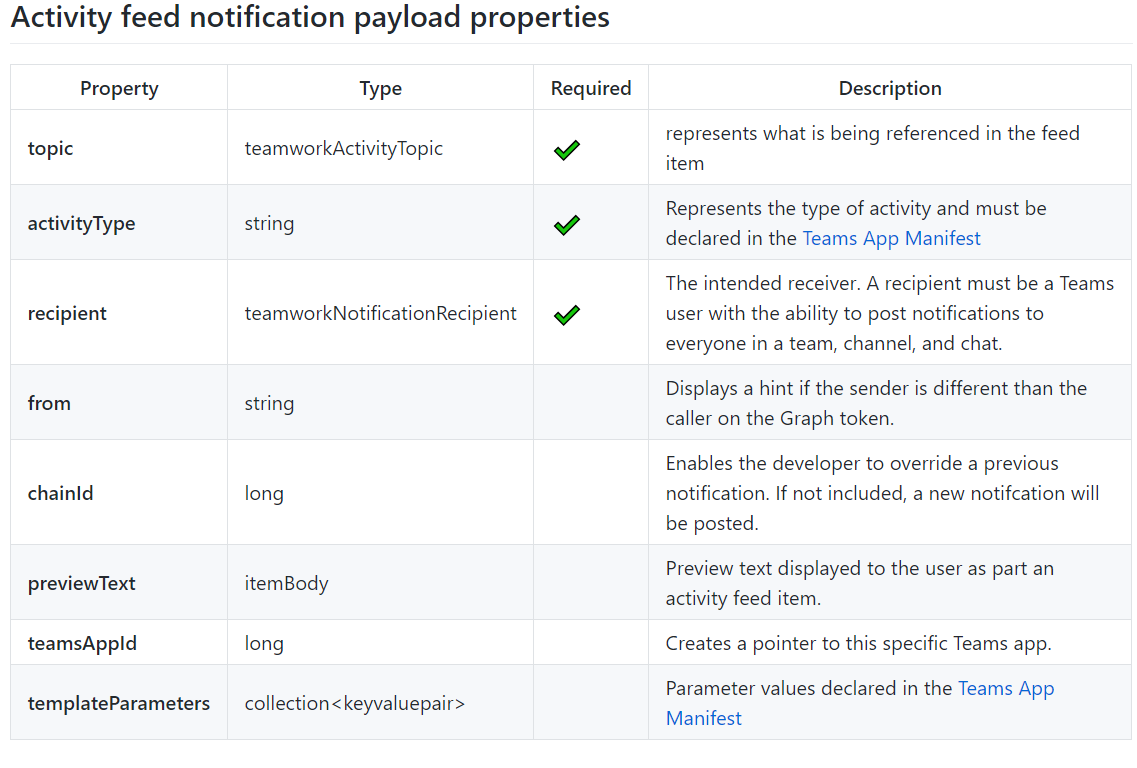 Activity feed notification payload properties
Property Type Required Description
topic teamworkActivityTopic ✔ represents what is being referenced in the feed
item
activityType string ✔ Represents the type of activity and must be
declared in the Teams App Manifest
recipient teamworkNotificationRecipient ✔ The intended receiver. A recipient must be a Teams
user with the ability to post notifications to
everyone in a team, channel, and chat.
from string Displays a hint if the sender is different than the
caller on the Graph token.
chainId long Enables the developer to override a previous
notification. If not included, a new notifcation will
be posted.
previewText itemBody Preview text displayed to the user as part an
activity feed item.
teamsAppId long Creates a pointer to this specific Teams app.
templateParameters collection<keyvaluepair> Parameter values declared in the Teams App
Manifest